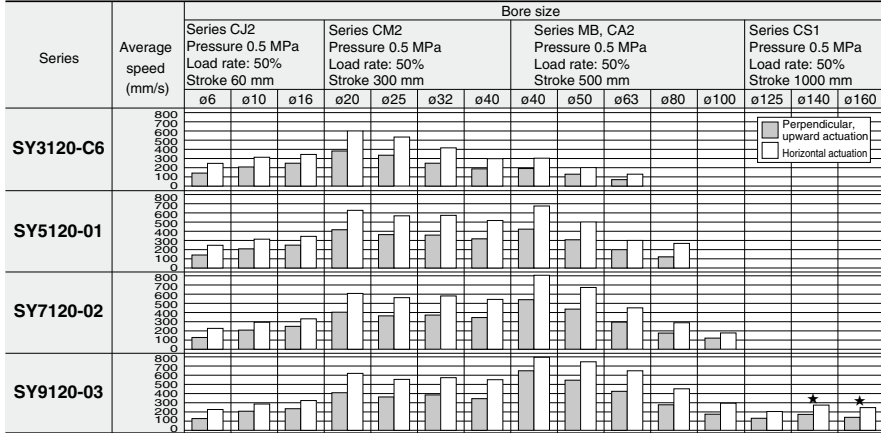 Bore size
Series
Average
speed
(mm/s)
Series CJ2
Pressure 0.5 MPa
Load rate: 50%
Stroke 60 mm
Series CM2
Pressure 0.5 MPa
Load rate: 50%
Stroke 300 mm
Series MB, CA2
Pressure 0.5 MPa
Load rate: 50%
Stroke 500 mm
Series CS1
Pressure 0.5 MPa
Load rate: 50%
Stroke 1000 mm
ø6 ø10 ø16 ø20 ø25 ø32 ø40 ø40 ø50 ø63 ø80 ø100 ø125 ø140 ø160
SY3120-C6
800
700
600
500
400
300
200
100
0
Perpendicular,
upward actuation
Horizontal actuation
SY5120-01
800
700
600
500
400
300
200
100
0
SY7120-02
800
700
600
500
400
300
200
100
0
SY9120-03
800
700
600
500
400
300
200
100
0
★ ★